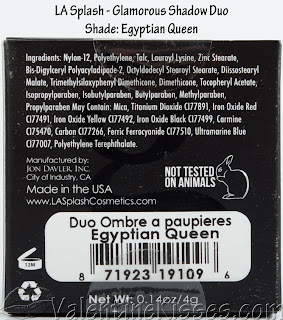 LA Splash - Glamorous Shadow Duo
Shade: Egyptian Queen
Ingredients: Nylon-12, Polyethylene, Talc, Lauroyl Lysine, Zinc Stearate,
Bis-Diglyceryl Polyacyladipate-2, Octyldodecyl Stearoyl Stearate, Diisostearyl
Malate, Trimethylsiloxyphenyl Dimethicone, Dimethicone, Tocopheryl Acetate,
Isopropylparaben, Isobutylparaben, Butylparaben, Methylparaben,
Propylparaben May Contain: Mica, Titanium Dioxide CI77891, Iron Oxide Red
CI77491, Iron Oxide Yellow CI77492, Iron Oxide Black CI77499, Carmine
CI75470, Carbon CI77266, Ferric Ferrocyanide CI77510, Ultramarine Blue
CI77007, Polyethylene Terephthalate.
Manufactured by:
JON DAVLER, INC.
City of Industry, CA
Made in the USA
www.LASplashCosmetics.com
NOT TESTED
ON ANIMALS
Duo Ombre a paupieres
Egyptian Queen
8 71923 19109 6
12M
Net Wt: 0.14oz/4g
ValentineKisses.com